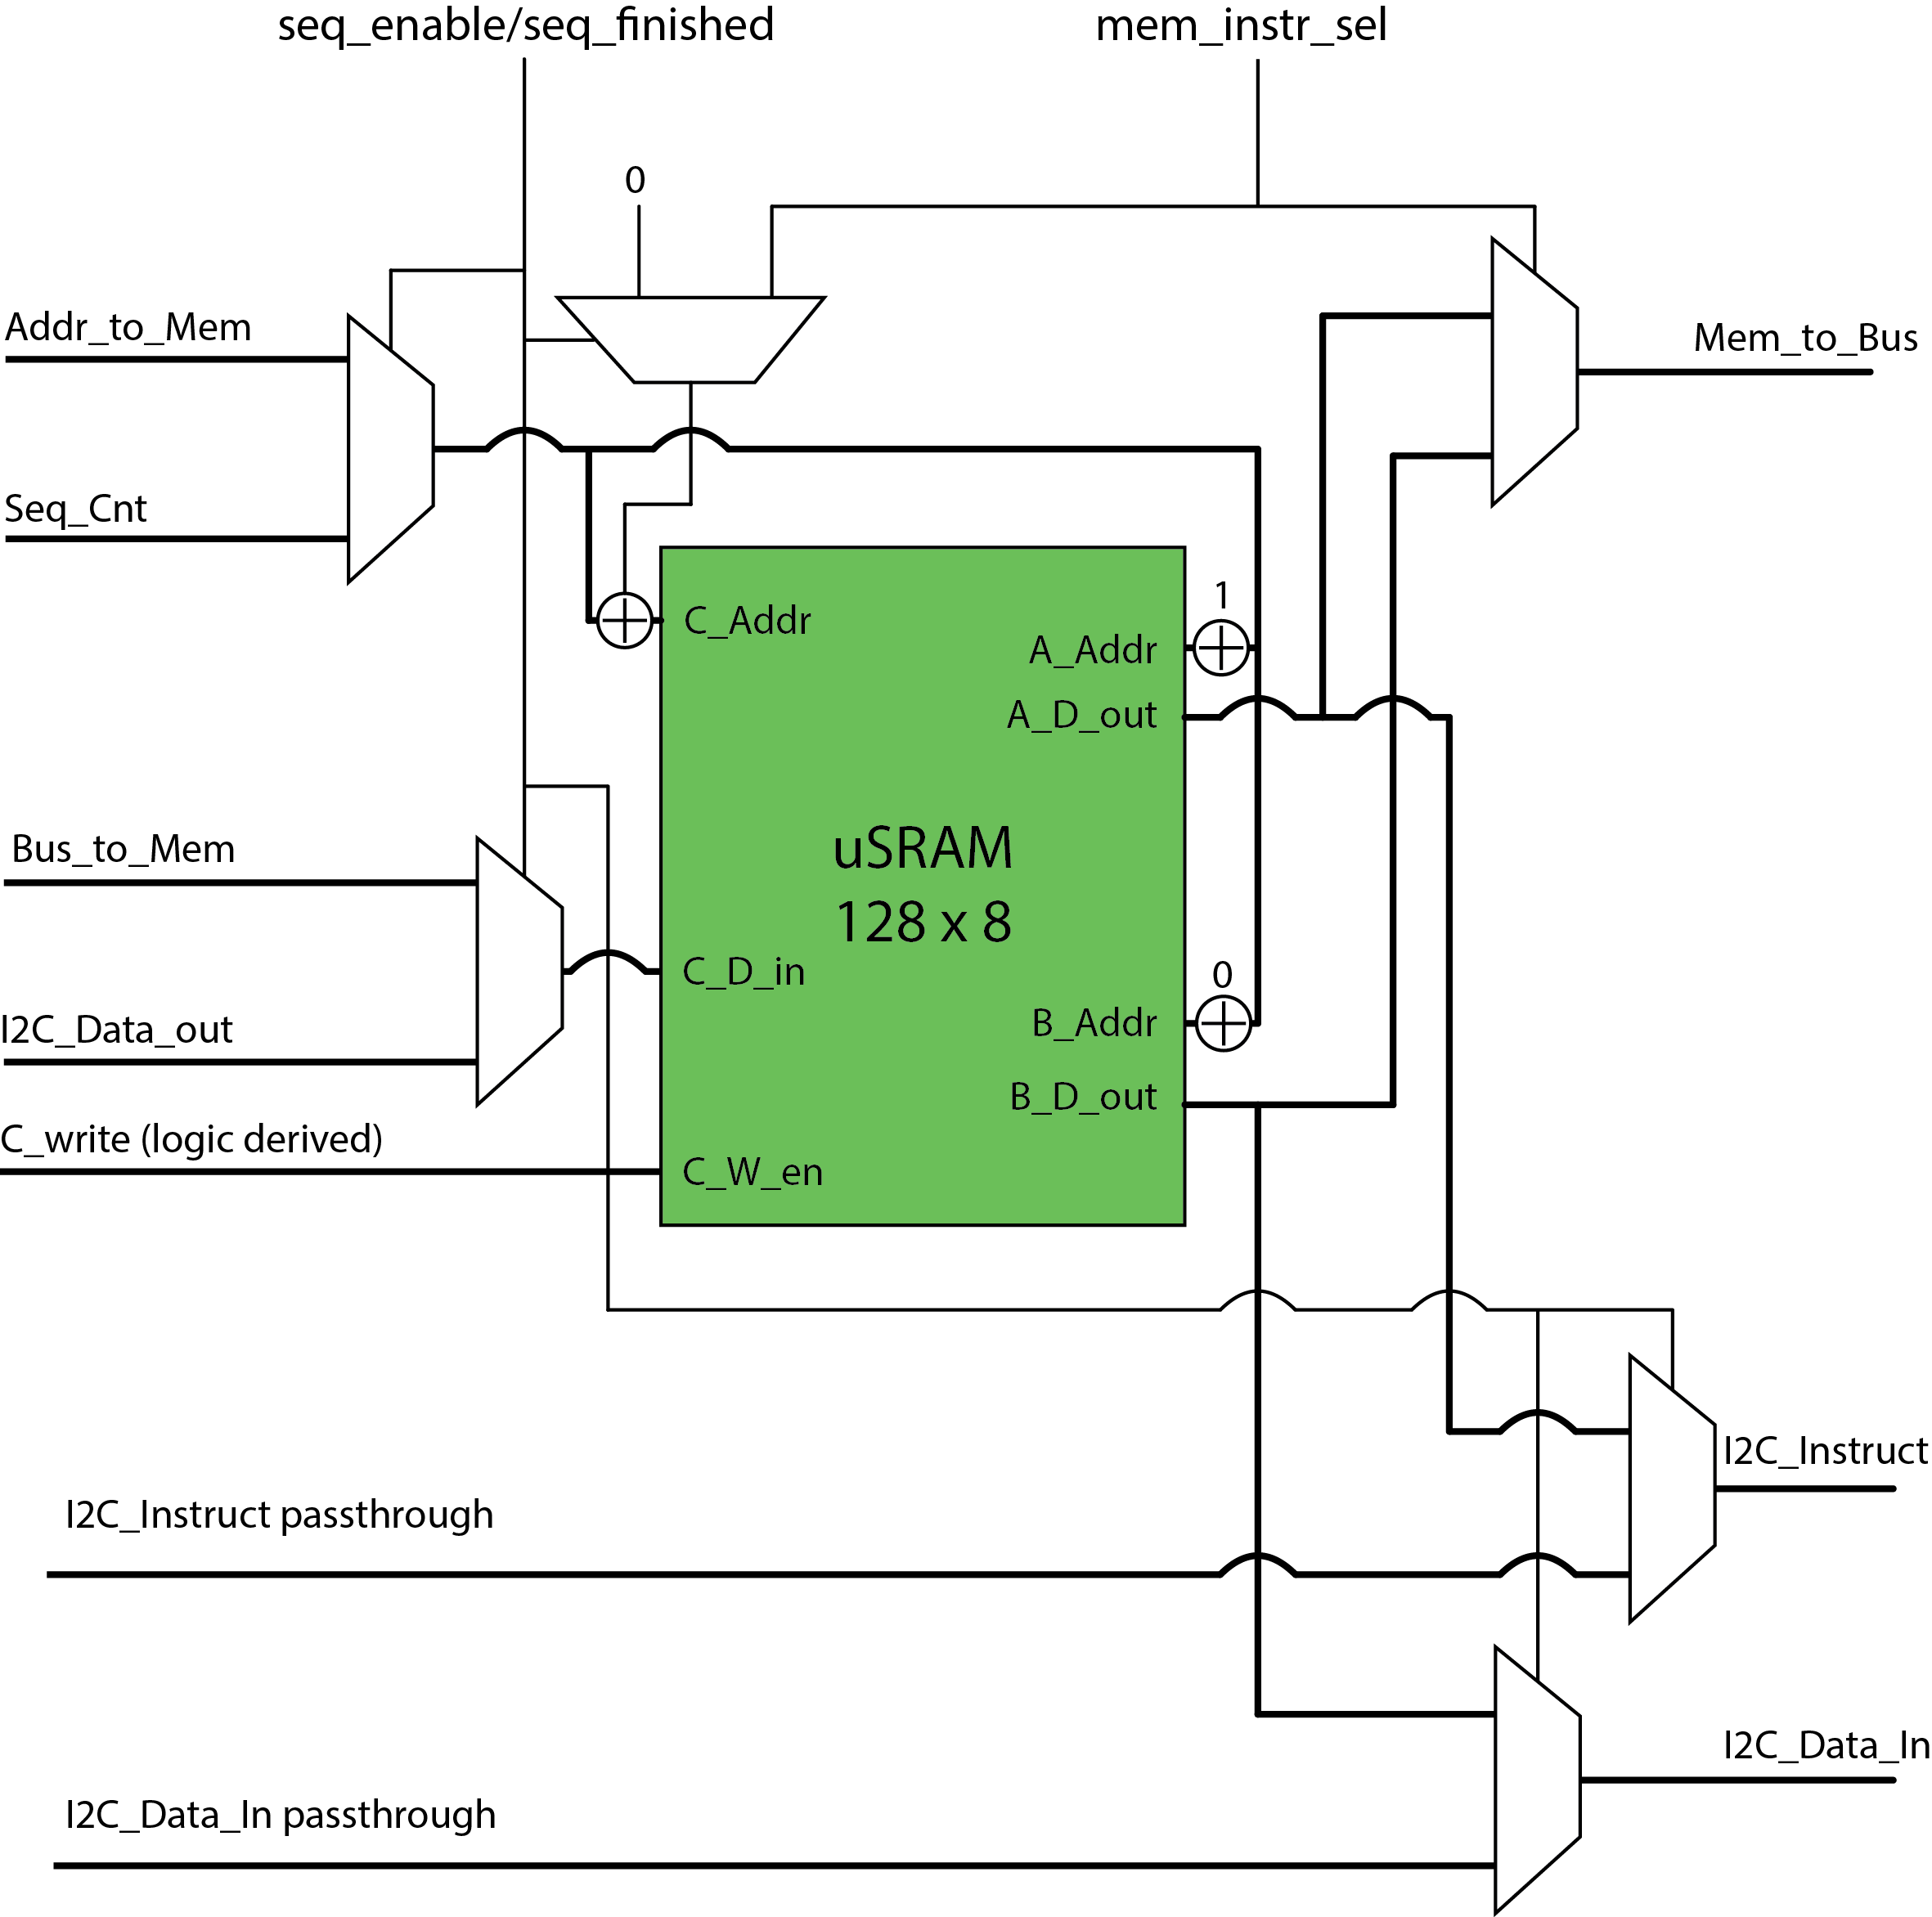 seq_enable/seq_finished
mem_instr_sel
0
Addr_to_Mem
Mem_to_Bus
Seq_Cnt
1
C_Addr
A_Addr
A_D_out
Bus_to_Mem
uSRAM
128 x 8
C_D_in
0
I2C_Data_out
B_Addr
B_D_out
C_write (logic derived)
C_W_en
I2C_Instruct
I2C_Instruct passthrough
I2C_Data_In
I2C_Data_In passthrough